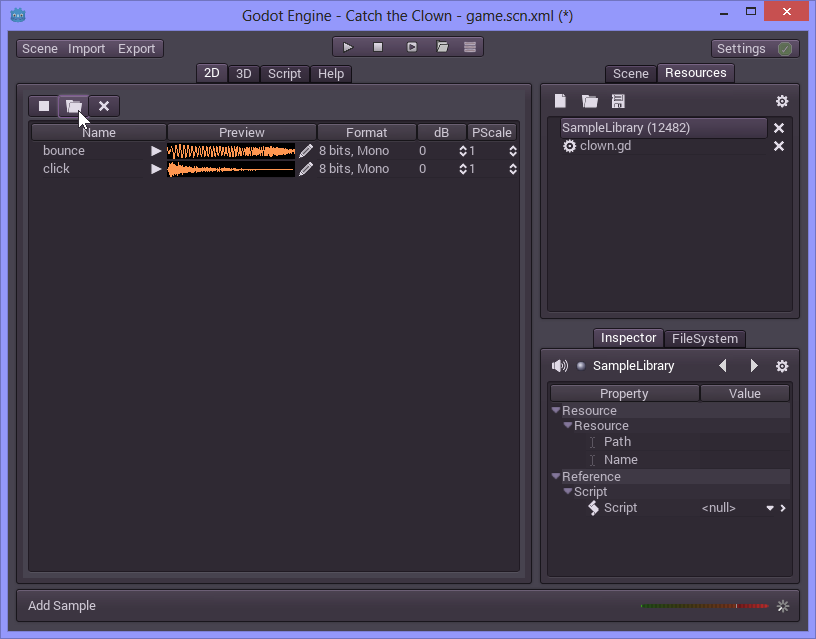 Godot Engine - Catch the Clown - game.scn.xml (*)
Scene Import Export
Settings
2D 3D Script Help
Scene Resources
Name Preview Format dB PScale
bounce 8 bits, Mono 0 1
click 8 bits, Mono 0 1
SampleLibrary (12482)
clown.gd
Inspector FileSystem
SampleLibrary
Property Value
Resource
Resource
Path
Name
Reference
Script
Script <null>
Add Sample